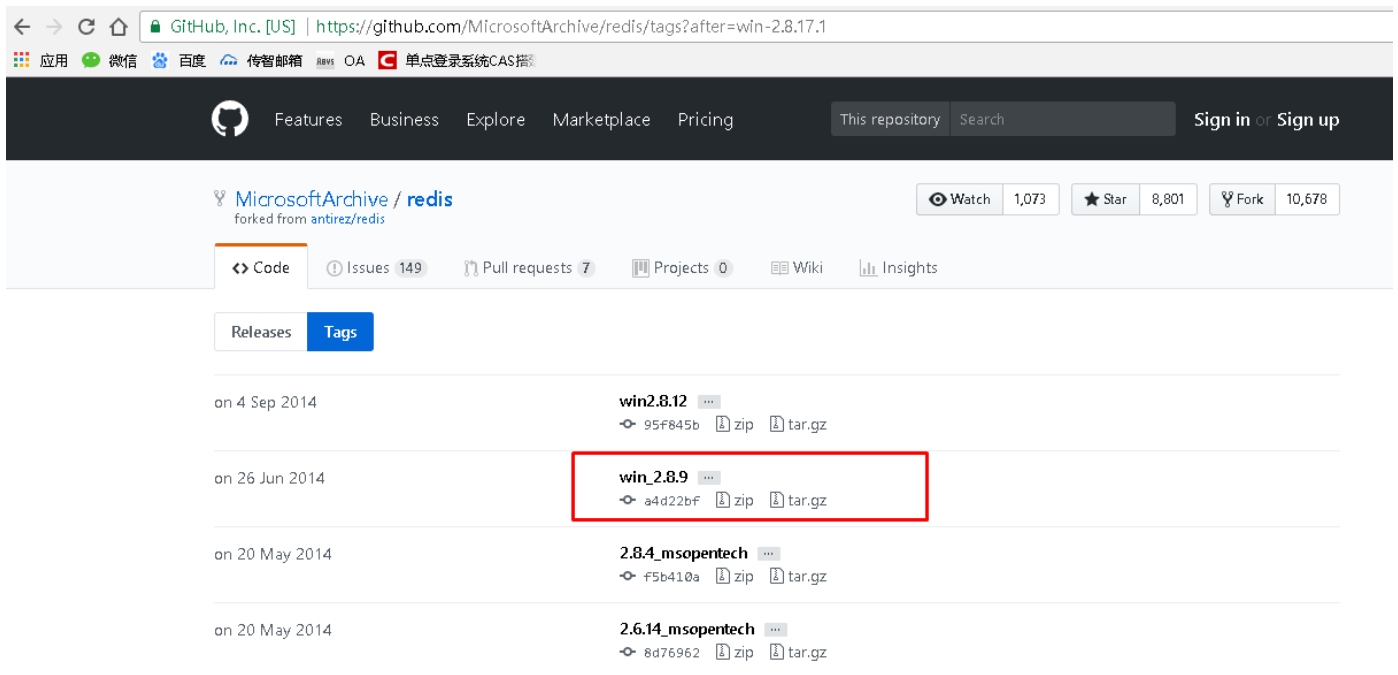 GitHub, Inc. [US] | https://github.com/MicrosoftArchive/redis/tags?after=win-2.8.17.1
应用 微信 百度 传智邮箱 OA 单点登录系统CAS搭
Features Business Explore Marketplace Pricing This repository Search Sign in or Sign up
MicrosoftArchive / redis
forked from antirez/redis
Watch 1,073 Star 8,801 Fork 10,678
Code Issues 149 Pull requests 7 Projects 0 Wiki Insights
Releases Tags
on 4 Sep 2014
win2.8.12 ...
95f845b zip tar.gz
on 26 Jun 2014
win_2.8.9 ...
a4d22bf zip tar.gz
on 20 May 2014
2.8.4_msopentech ...
f5b410a zip tar.gz
on 20 May 2014
2.6.14_msopentech ...
8d76962 zip tar.gz